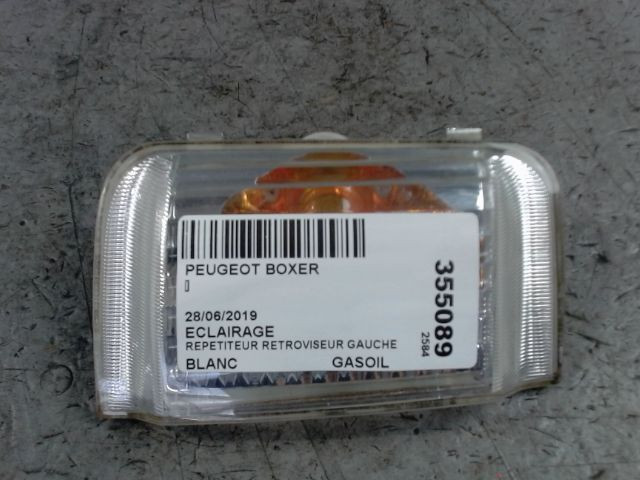 PEUGEOT BOXER
28/06/2019
ECLAIRAGE
REPETITEUR RETROVISEUR GAUCHE
BLANC GASOIL
355089
2584